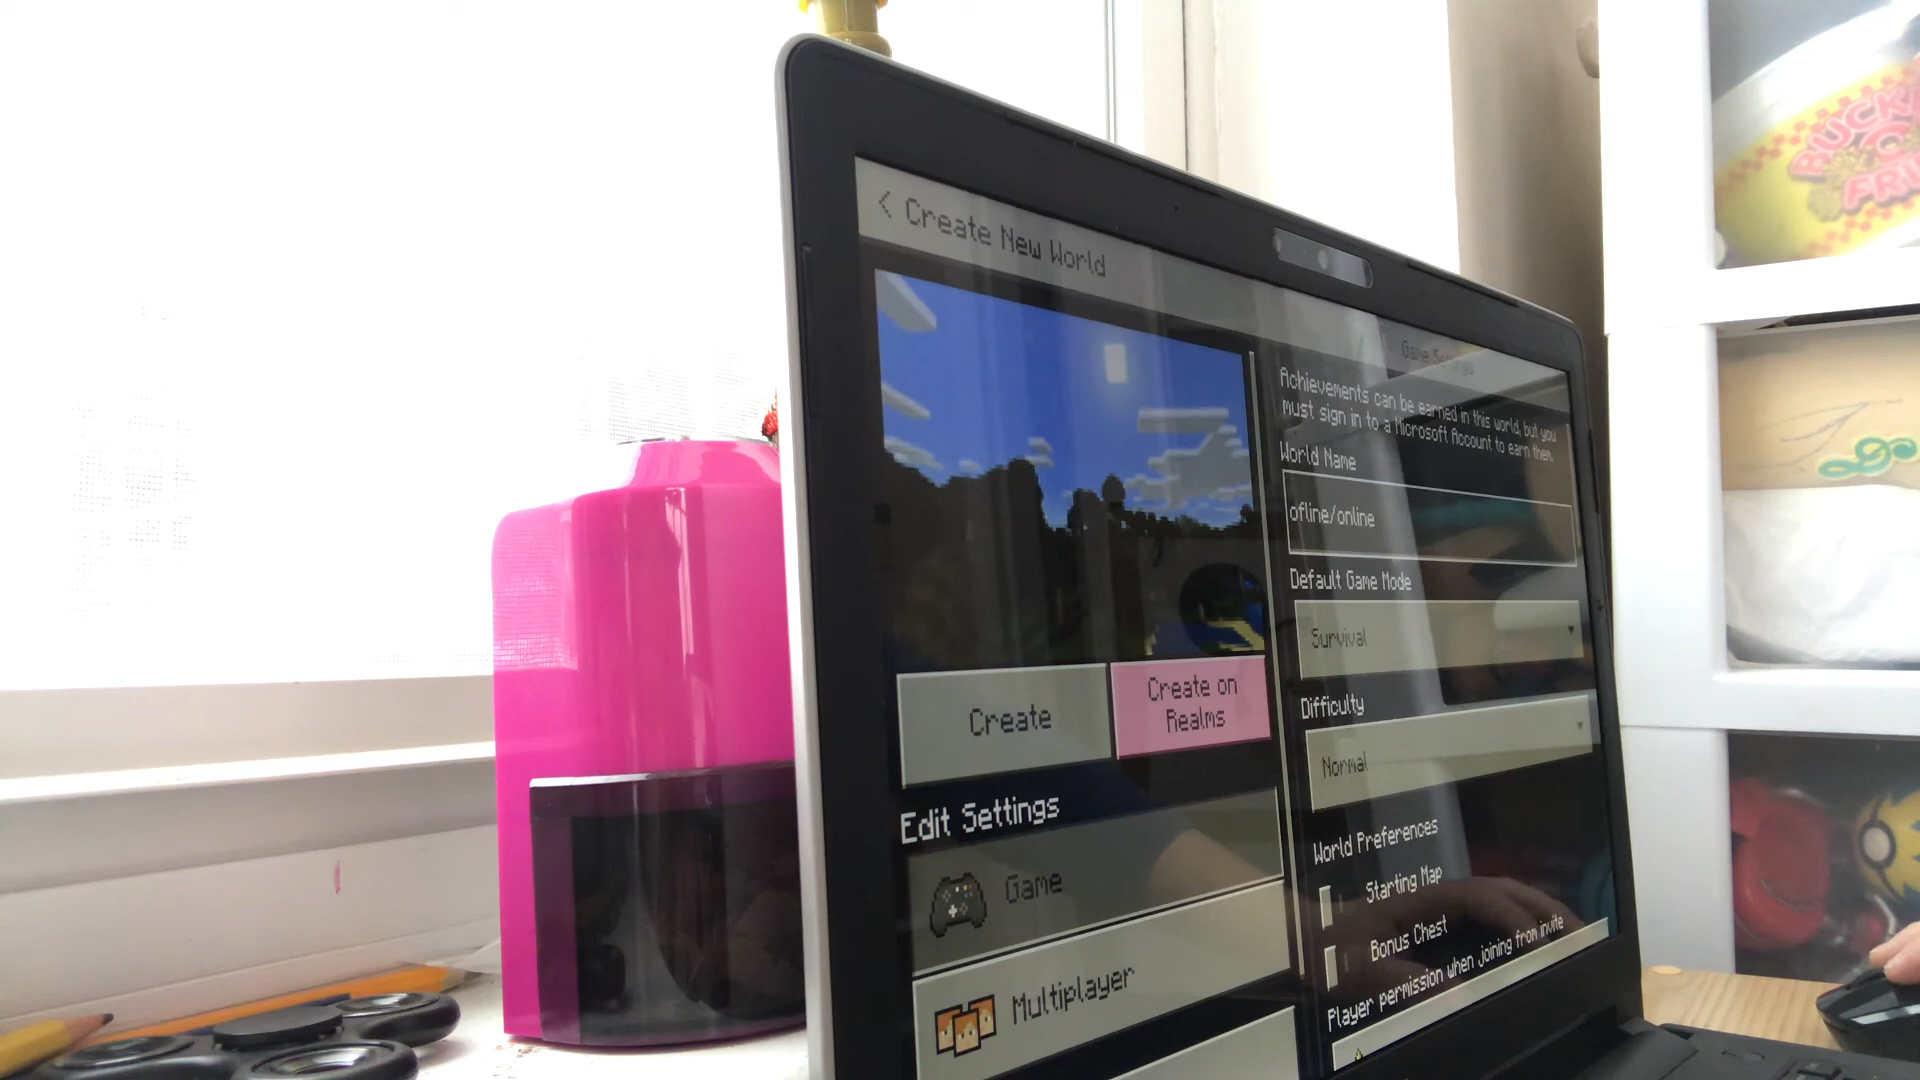 < Create New World
Game Settings
Achievements can be earned in this world, but you
must sign in to a Microsoft Account to earn them.
World Name
ofline/online
Default Game Mode
Survival
Difficulty
Normal
World Preferences
Starting Map
Bonus Chest
Player permission when joining from invite
Create
Create on
Realms
Edit Settings
Game
Multiplayer